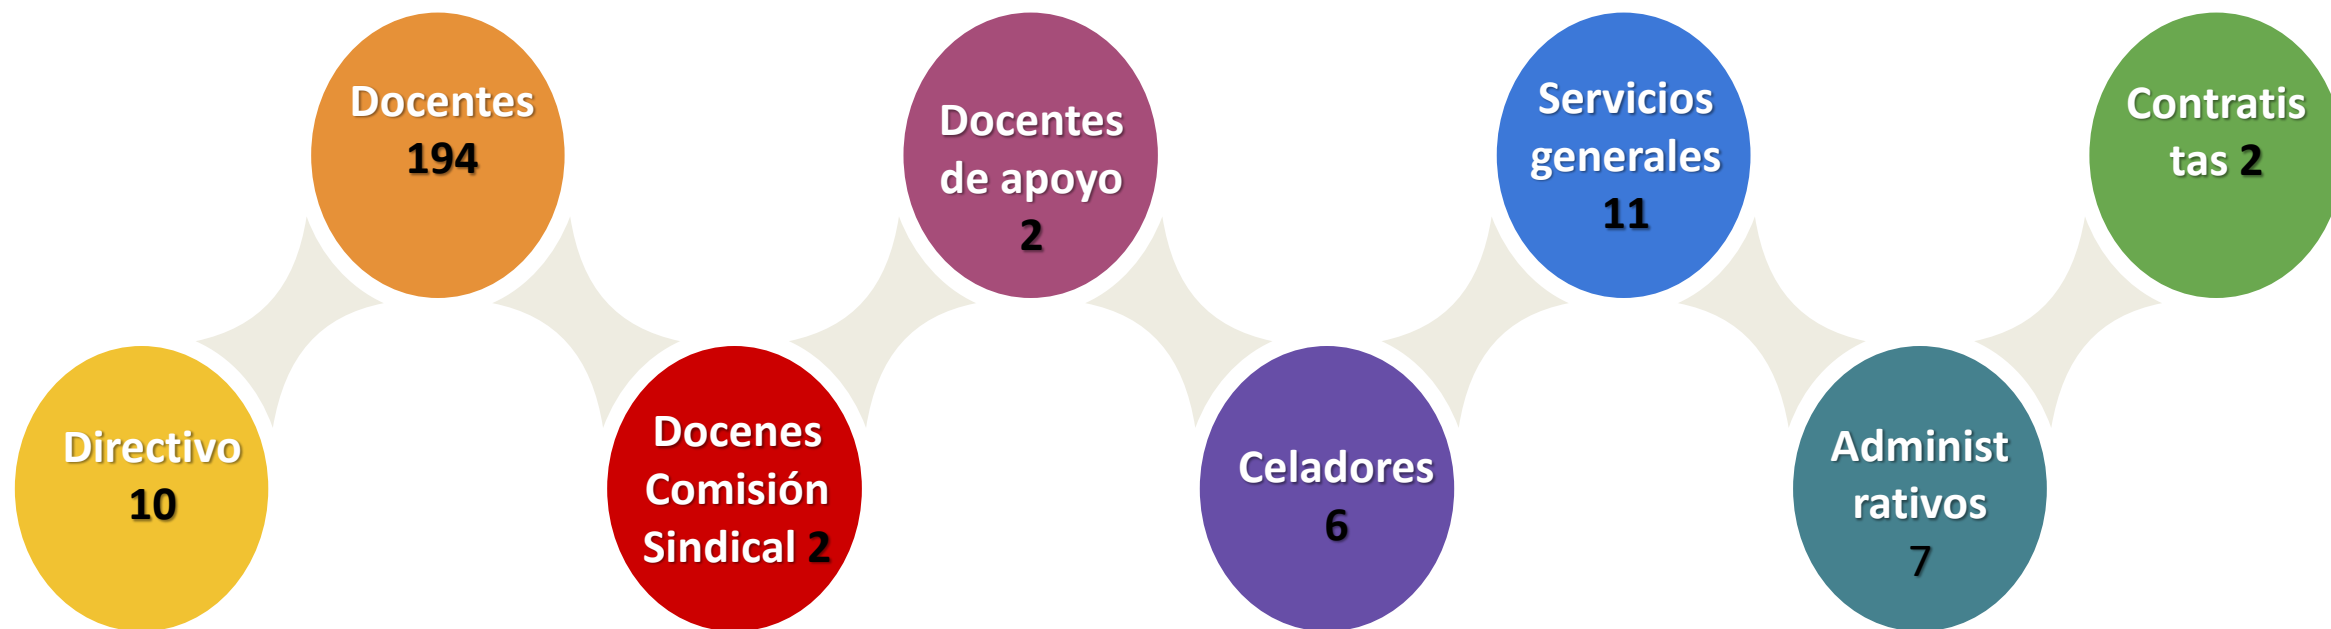 Directivo
10
Docentes
194
Docenes
Comisión
Sindical 2
Docentes
de apoyo
2
Celadores
6
Servicios
generales
11
Administ
rativos
7
Contratis
tas 2